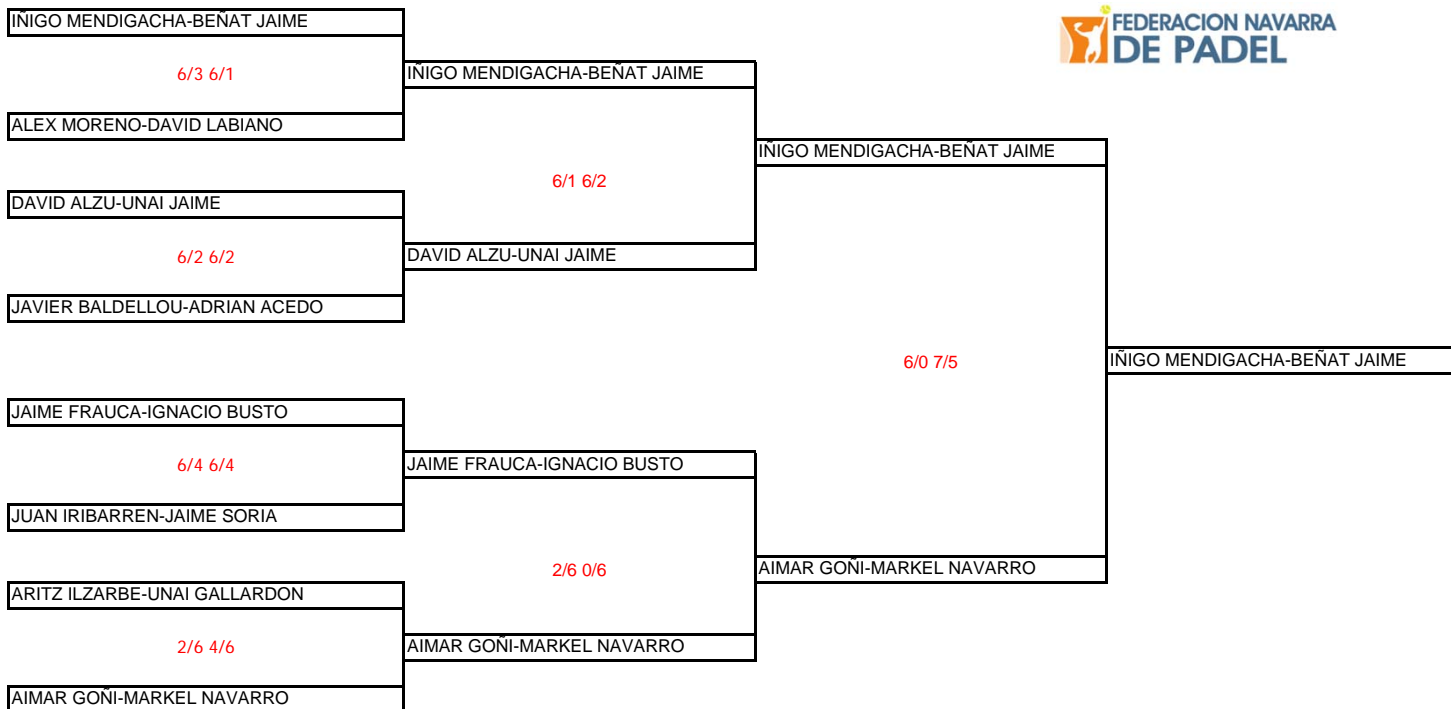 IÑIGO MENDIGACHA-BEÑAT JAIME
FEDERACION NAVARRA
DE PADEL
6/3 6/1
IÑIGO MENDIGACHA-BEÑAT JAIME
ALEX MORENO-DAVID LABIANO
IÑIGO MENDIGACHA-BEÑAT JAIME
6/1 6/2
DAVID ALZU-UNAI JAIME
6/2 6/2
DAVID ALZU-UNAI JAIME
JAVIER BALDELLOU-ADRIAN ACEDO
6/0 7/5
IÑIGO MENDIGACHA-BEÑAT JAIME
JAIME FRAUCA-IGNACIO BUSTO
6/4 6/4
JAIME FRAUCA-IGNACIO BUSTO
JUAN IRIBARREN-JAIME SORIA
2/6 0/6
AIMAR GOÑI-MARKEL NAVARRO
ARITZ ILZARBE-UNAI GALLARDON
2/6 4/6
AIMAR GOÑI-MARKEL NAVARRO
AIMAR GOÑI-MARKEL NAVARRO